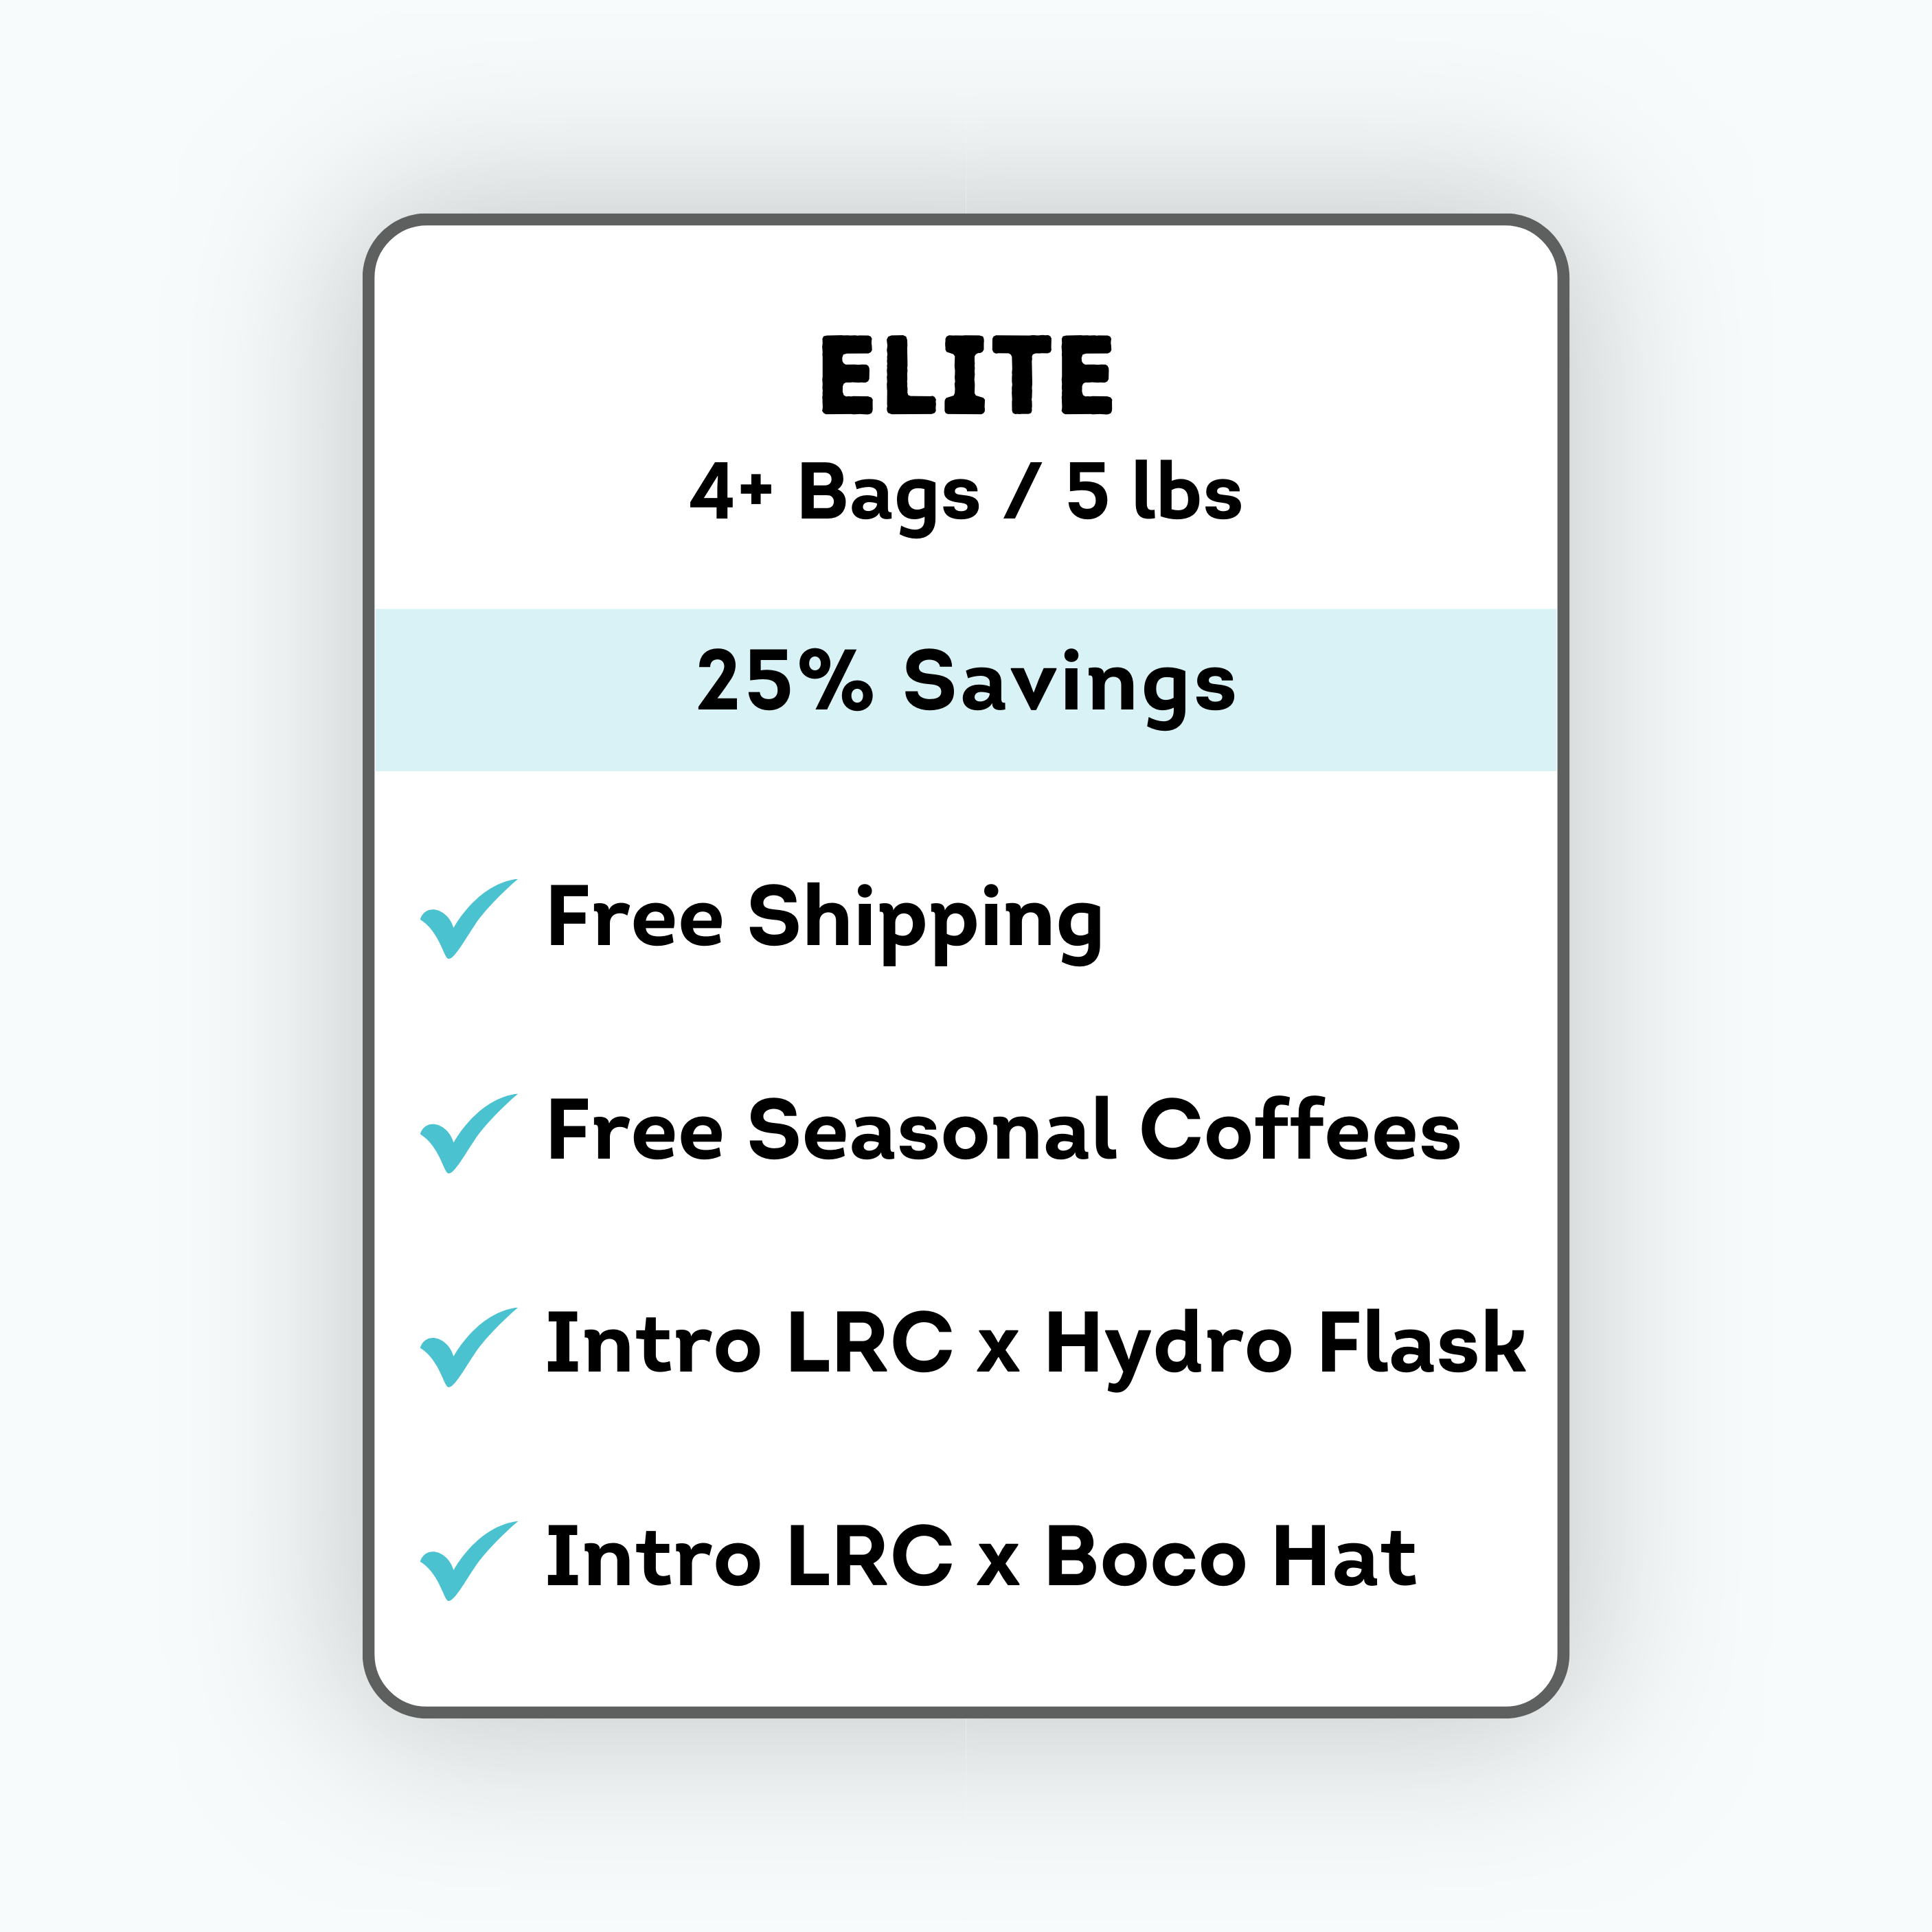 ELITE
4+ Bags / 5 lbs
25% Savings
Free Shipping
Free Seasonal Coffees
Intro LRC x Hydro Flask
Intro LRC x Boco Hat